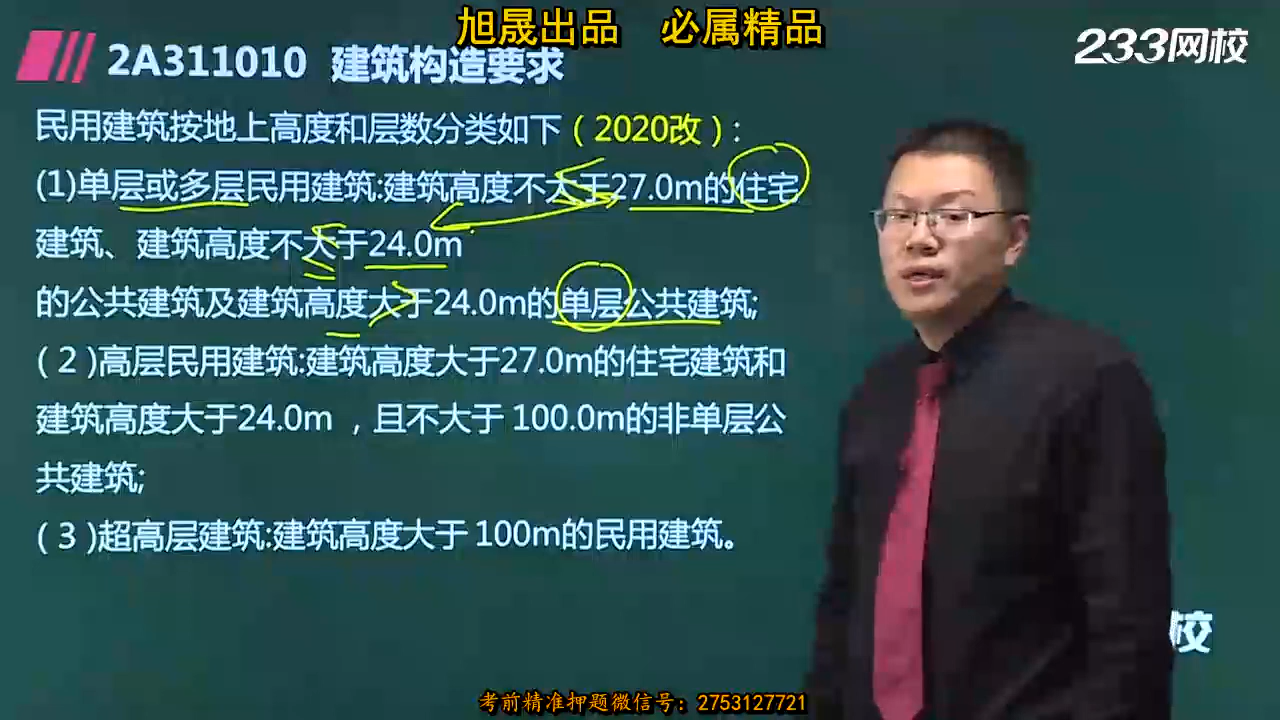 旭晟出品 必属精品
233网校
2A311010 建筑构造要求
民用建筑按地上高度和层数分类如下（2020改）:
(1)单层或多层民用建筑:建筑高度不大于27.0m的住宅
建筑、建筑高度不大于24.0m
的公共建筑及建筑高度大于24.0m的单层公共建筑;
( 2 )高层民用建筑:建筑高度大于27.0m的住宅建筑和
建筑高度大于24.0m ，且不大于 100.0m的非单层公
共建筑;
( 3 )超高层建筑:建筑高度大于 100m的民用建筑。
校
考前精准押题微信号：2753127721